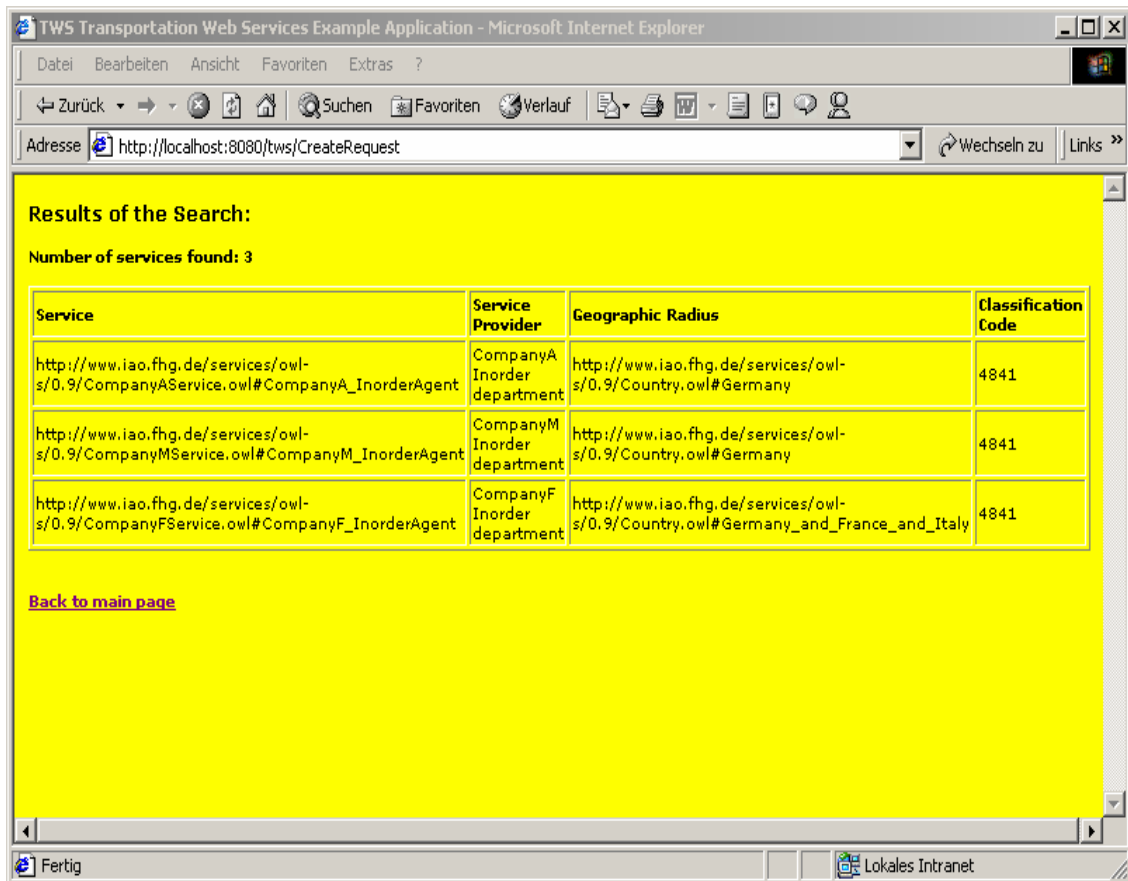 TWS Transportation Web Services Example Application - Microsoft Internet Explorer
Datei Bearbeiten Ansicht Favoriten Extras ?
Zurück Suchen Favoriten Verlauf
Adresse http://localhost:8080/tws/CreateRequest Wechseln zu Links »
Results of the Search:
Number of services found: 3
Service
Service
Provider
Geographic Radius
Classification
Code
http://www.iao.fhg.de/services/owl-
s/0.9/CompanyAService.owl#CompanyA_InorderAgent
CompanyA
Inorder
department
http://www.iao.fhg.de/services/owl-
s/0.9/Country.owl#Germany
4841
http://www.iao.fhg.de/services/owl-
s/0.9/CompanyMService.owl#CompanyM_InorderAgent
CompanyM
Inorder
department
http://www.iao.fhg.de/services/owl-
s/0.9/Country.owl#Germany
4841
http://www.iao.fhg.de/services/owl-
s/0.9/CompanyFService.owl#CompanyF_InorderAgent
CompanyF
Inorder
department
http://www.iao.fhg.de/services/owl-
s/0.9/Country.owl#Germany_and_France_and_Italy
4841
Back to main page
Fertig
Lokales Intranet